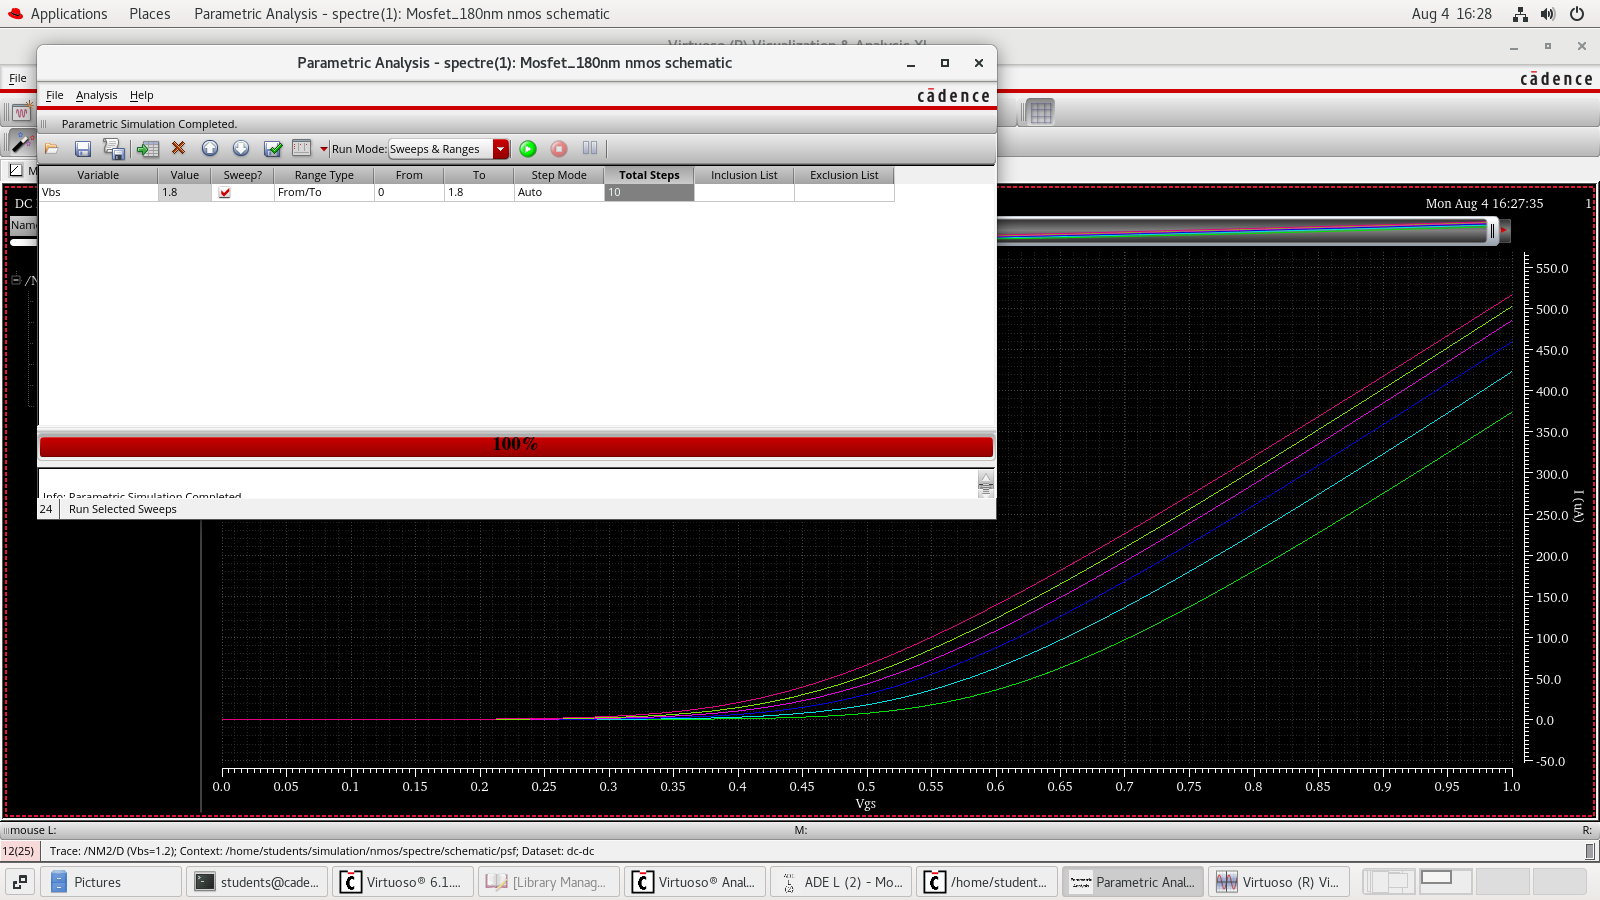 Applications Places Parametric Analysis - spectre(1): Mosfet_180nm nmos schematic Aug 4 16:28
Parametric Analysis - spectre(1): Mosfet_180nm nmos schematic
File
File Analysis Help cādence
cādence
Parametric Simulation Completed.
Run Mode: Sweeps & Ranges
Variable Value Sweep? Range Type From To Step Mode Total Steps Inclusion List Exclusion List
Vbs 1.8 From/To 0 1.8 Auto 10
DC
Mon Aug 4 16:27:35 1
Name
/N
100%
Info: Parametric Simulation Completed
24 Run Selected Sweeps
550.0
500.0
450.0
400.0
350.0
300.0
250.0
200.0
150.0
100.0
50.0
0.0
-50.0
I (uA)
0.0 0.05 0.1 0.15 0.2 0.25 0.3 0.35 0.4 0.45 0.5 0.55 0.6 0.65 0.7 0.75 0.8 0.85 0.9 0.95 1.0
Vgs
mouse L: M: R:
12(25) Trace: /NM2/D (Vbs=1.2); Context: /home/students/simulation/nmos/spectre/schematic/psf; Dataset: dc-dc
Pictures students@cade... Virtuoso® 6.1.... [Library Manag... Virtuoso® Anal... ADE L (2) - Mo... /home/student... Parametric Anal... Virtuoso (R) Vi...